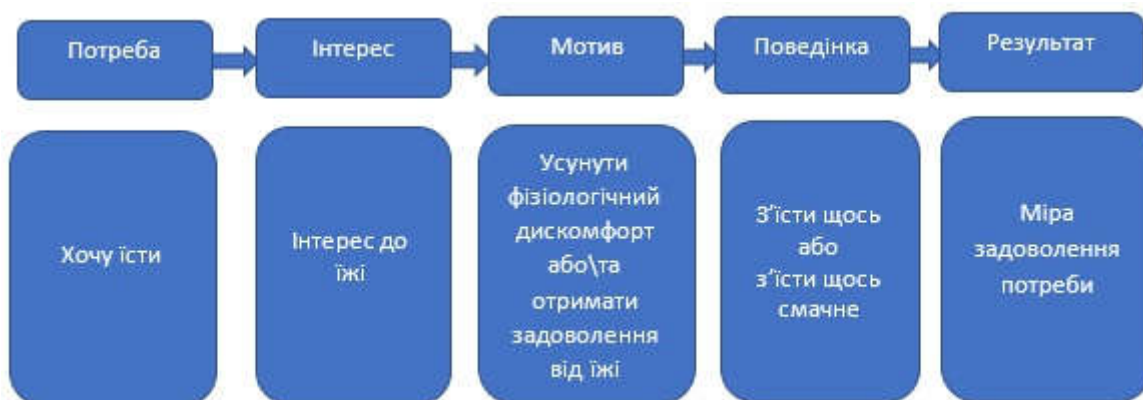 Потреба
Інтерес
Мотив
Поведінка
Результат
Хочу їсти
Інтерес до
їжі
Усунути
фізіологічний
дискомфорт
або\та
отримати
задоволення
від їжі
З’їсти щось
або
з’їсти щось
смачне
Міра
задоволення
потреби